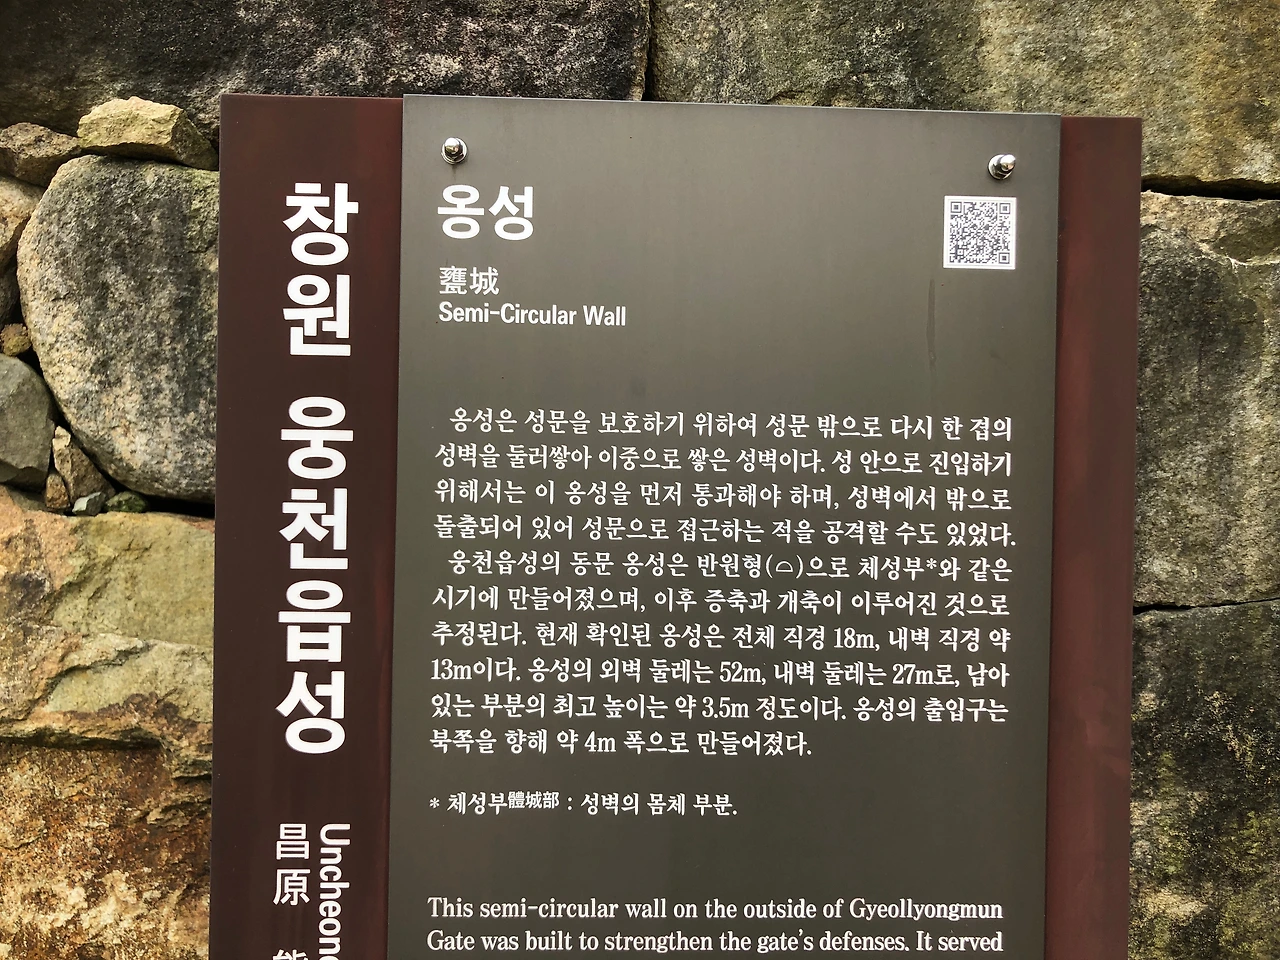 창원 웅천읍성
昌原
Uncheon
옹성
甕城
Semi-Circular Wall
옹성은 성문을 보호하기 위하여 성문 밖으로 다시 한 겹의
성벽을 둘러쌓아 이중으로 쌓은 성벽이다. 성 안으로 진입하기
위해서는 이 옹성을 먼저 통과해야 하며, 성벽에서 밖으로
돌출되어 있어 성문으로 접근하는 적을 공격할 수도 있었다.
웅천읍성의 동문 옹성은 반원형(⌓)으로 체성부*와 같은
시기에 만들어졌으며, 이후 증축과 개축이 이루어진 것으로
추정된다. 현재 확인된 옹성은 전체 직경 18m, 내벽 직경 약
13m이다. 옹성의 외벽 둘레는 52m, 내벽 둘레는 27m로, 남아
있는 부분의 최고 높이는 약 3.5m 정도이다. 옹성의 출입구는
북쪽을 향해 약 4m 폭으로 만들어졌다.
* 체성부體城部 : 성벽의 몸체 부분.
This semi-circular wall on the outside of Gyeollyongmun
Gate was built to strengthen the gate's defenses. It served